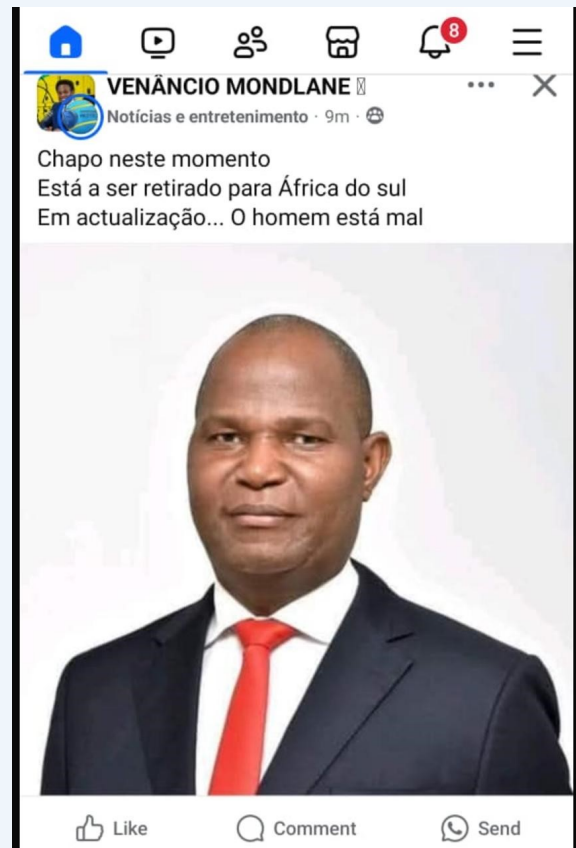 8
VENÂNCIO MONDLANE
Notícias e entretenimento · 9m ·
Chapo neste momento
Está a ser retirado para África do sul
Em actualização... O homem está mal
Like
Comment
Send